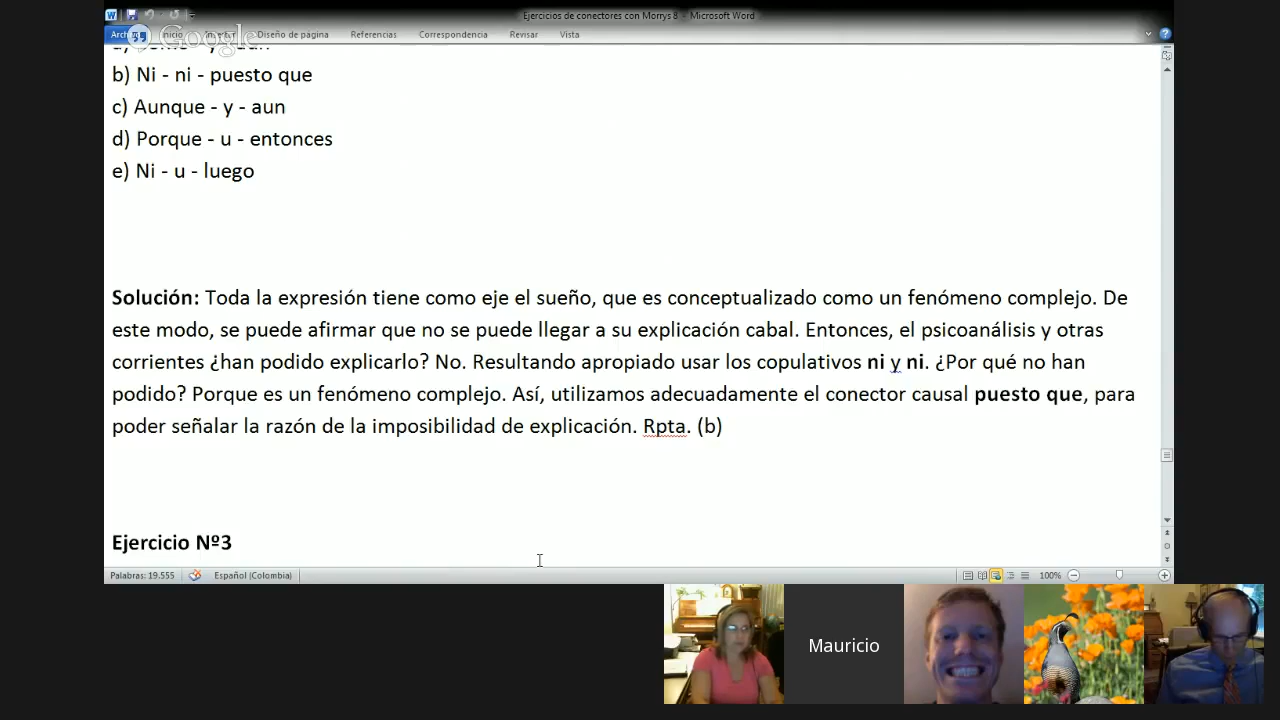 Ejercicios de conectores con Morrys 8 - Microsoft Word
Archivo Inicio Insertar Diseño de página Referencias Correspondencia Revisar Vista
Google
b) Ni - ni - puesto que
c) Aunque - y - aun
d) Porque - u - entonces
e) Ni - u - luego
Solución: Toda la expresión tiene como eje el sueño, que es conceptualizado como un fenómeno complejo. De
este modo, se puede afirmar que no se puede llegar a su explicación cabal. Entonces, el psicoanálisis y otras
corrientes ¿han podido explicarlo? No. Resultando apropiado usar los copulativos ni y ni. ¿Por qué no han
podido? Porque es un fenómeno complejo. Así, utilizamos adecuadamente el conector causal puesto que, para
poder señalar la razón de la imposibilidad de explicación. Rpta. (b)
Ejercicio Nº3
Palabras: 19.555 Español (Colombia) 100%
Mauricio